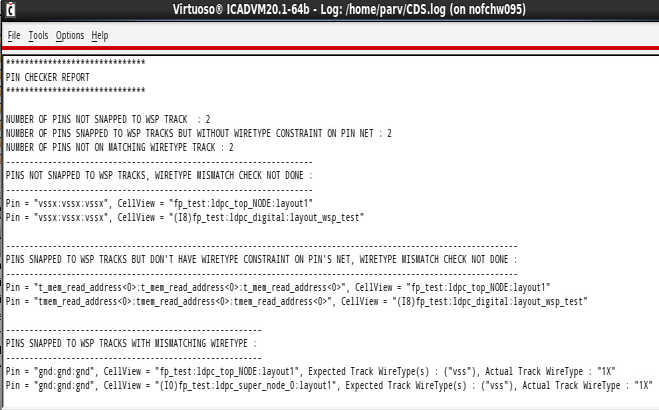 Virtuoso® ICADVM20.1-64b - Log: /home/parv/CDS.log (on nofchw095)
File Tools Options Help
******************************
PIN CHECKER REPORT
******************************
NUMBER OF PINS NOT SNAPPED TO WSP TRACK : 2
NUMBER OF PINS SNAPPED TO WSP TRACKS BUT WITHOUT WIRETYPE CONSTRAINT ON PIN NET : 2
NUMBER OF PINS NOT ON MATCHING WIRETYPE TRACK : 2
------------------------------------------------------------------
PINS NOT SNAPPED TO WSP TRACKS, WIRETYPE MISMATCH CHECK NOT DONE :
------------------------------------------------------------------
Pin = "vssx:vssx:vssx", CellView = "fp_test:ldpc_top_NODE:layout1"
Pin = "vssx:vssx:vssx", CellView = "(I8)fp_test:ldpc_digital:layout_wsp_test"
--------------------------------------------------------------------------------------------------------------
PINS SNAPPED TO WSP TRACKS BUT DON'T HAVE WIRETYPE CONSTRAINT ON PIN'S NET, WIRETYPE MISMATCH CHECK NOT DONE :
--------------------------------------------------------------------------------------------------------------
Pin = "t_mem_read_address<0>:t_mem_read_address<0>:t_mem_read_address<0>", CellView = "fp_test:ldpc_top_NODE:layout1"
Pin = "tmem_read_address<0>:tmem_read_address<0>:tmem_read_address<0>", CellView = "(I8)fp_test:ldpc_digital:layout_wsp_test"
-------------------------------------------------------
PINS SNAPPED TO WSP TRACKS WITH MISMATCHING WIRETYPE :
-------------------------------------------------------
Pin = "gnd:gnd:gnd", CellView = "fp_test:ldpc_top_NODE:layout1", Expected Track WireType(s) : ("vss"), Actual Track WireType : "1X"
Pin = "gnd:gnd:gnd", CellView = "(I0)fp_test:ldpc_super_node_0:layout1", Expected Track WireType(s) : ("vss"), Actual Track WireType : "1X"